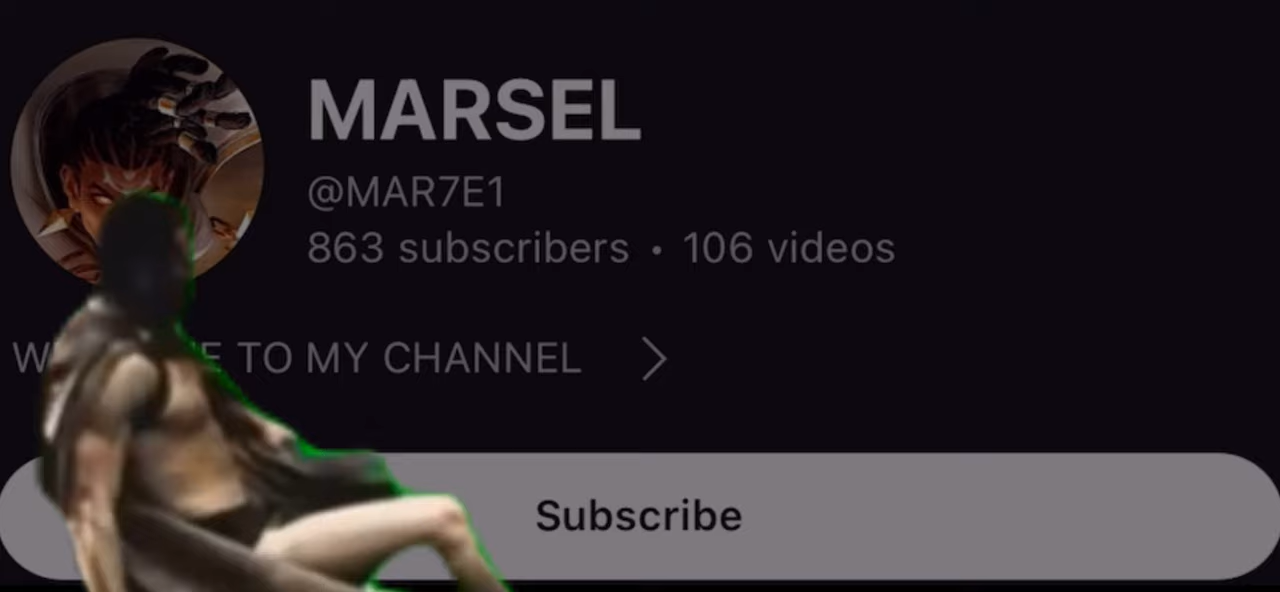 MARSEL
@MAR7E1
863 subscribers • 106 videos
TO MY CHANNEL
Subscribe